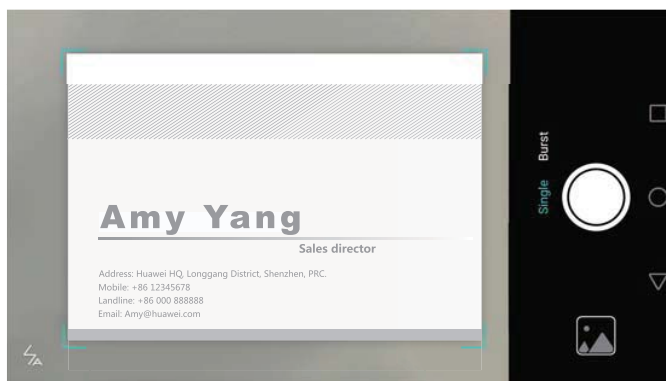 Amy Yang
Sales director
Address: Huawei HQ, Longgang District, Shenzhen, PRC.
Mobile: +86 12345678
Landline: +86 000 888888
Email: Amy@huawei.com
Single Burst